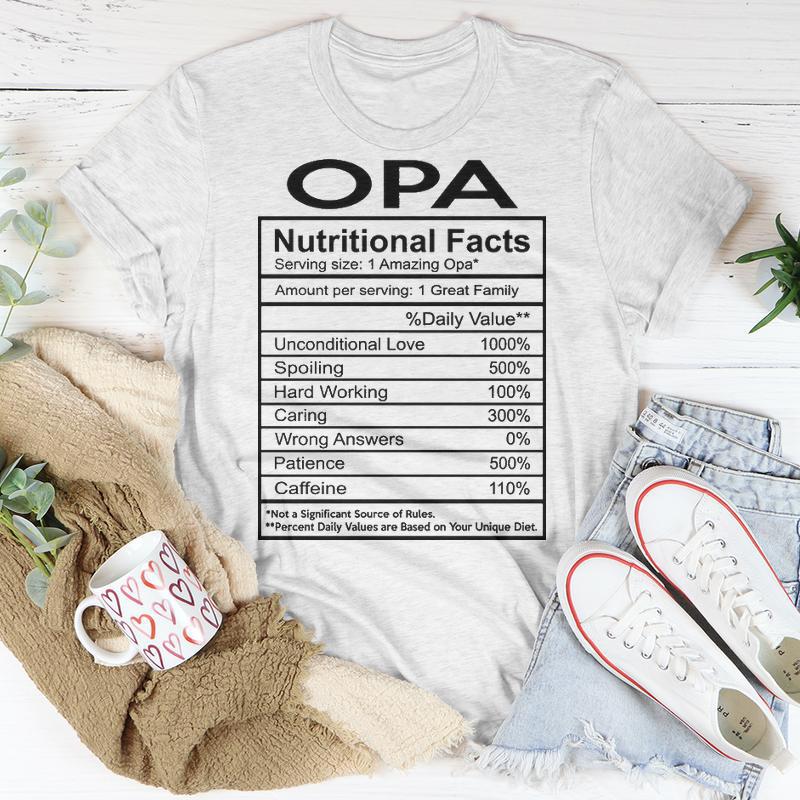 OPA
Nutritional Facts
Serving size: 1 Amazing Opa*
Amount per serving: 1 Great Family
%Daily Value**
Unconditional Love 1000%
Spoiling 500%
Hard Working 100%
Caring 300%
Wrong Answers 0%
Patience 500%
Caffeine 110%
*Not a Significant Source of Rules.
**Percent Daily Values are Based on Your Unique Diet.